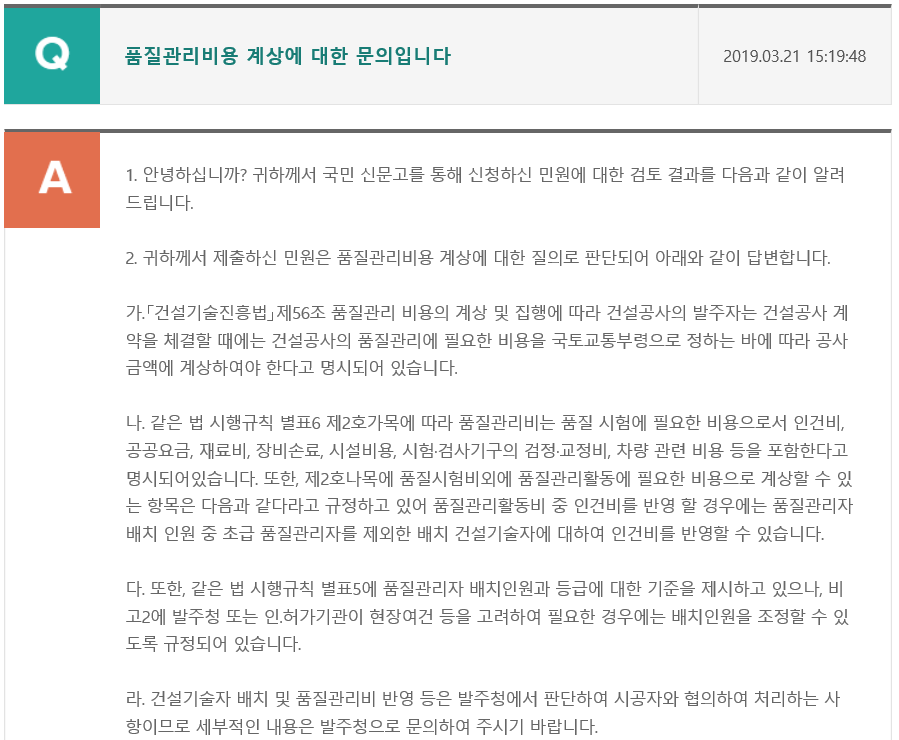 Q
품질관리비용 계상에 대한 문의입니다
2019.03.21 15:19:48
A
1. 안녕하십니까? 귀하께서 국민 신문고를 통해 신청하신 민원에 대한 검토 결과를 다음과 같이 알려
드립니다.
2. 귀하께서 제출하신 민원은 품질관리비용 계상에 대한 질의로 판단되어 아래와 같이 답변합니다.
가.「건설기술진흥법」제56조 품질관리 비용의 계상 및 집행에 따라 건설공사의 발주자는 건설공사 계
약을 체결할 때에는 건설공사의 품질관리에 필요한 비용을 국토교통부령으로 정하는 바에 따라 공사
금액에 계상하여야 한다고 명시되어 있습니다.
나. 같은 법 시행규칙 별표6 제2호가목에 따라 품질관리비는 품질 시험에 필요한 비용으로서 인건비,
공공요금, 재료비, 장비손료, 시설비용, 시험·검사기구의 검정·교정비, 차량 관련 비용 등을 포함한다고
명시되어있습니다. 또한, 제2호나목에 품질시험비외에 품질관리활동에 필요한 비용으로 계상할 수 있
는 항목은 다음과 같다라고 규정하고 있어 품질관리활동비 중 인건비를 반영 할 경우에는 품질관리자
배치 인원 중 초급 품질관리자를 제외한 배치 건설기술자에 대하여 인건비를 반영할 수 있습니다.
다. 또한, 같은 법 시행규칙 별표5에 품질관리자 배치인원과 등급에 대한 기준을 제시하고 있으나, 비
고2에 발주청 또는 인.허가기관이 현장여건 등을 고려하여 필요한 경우에는 배치인원을 조정할 수 있
도록 규정되어 있습니다.
라. 건설기술자 배치 및 품질관리비 반영 등은 발주청에서 판단하여 시공자와 협의하여 처리하는 사
항이므로 세부적인 내용은 발주청으로 문의하여 주시기 바랍니다.